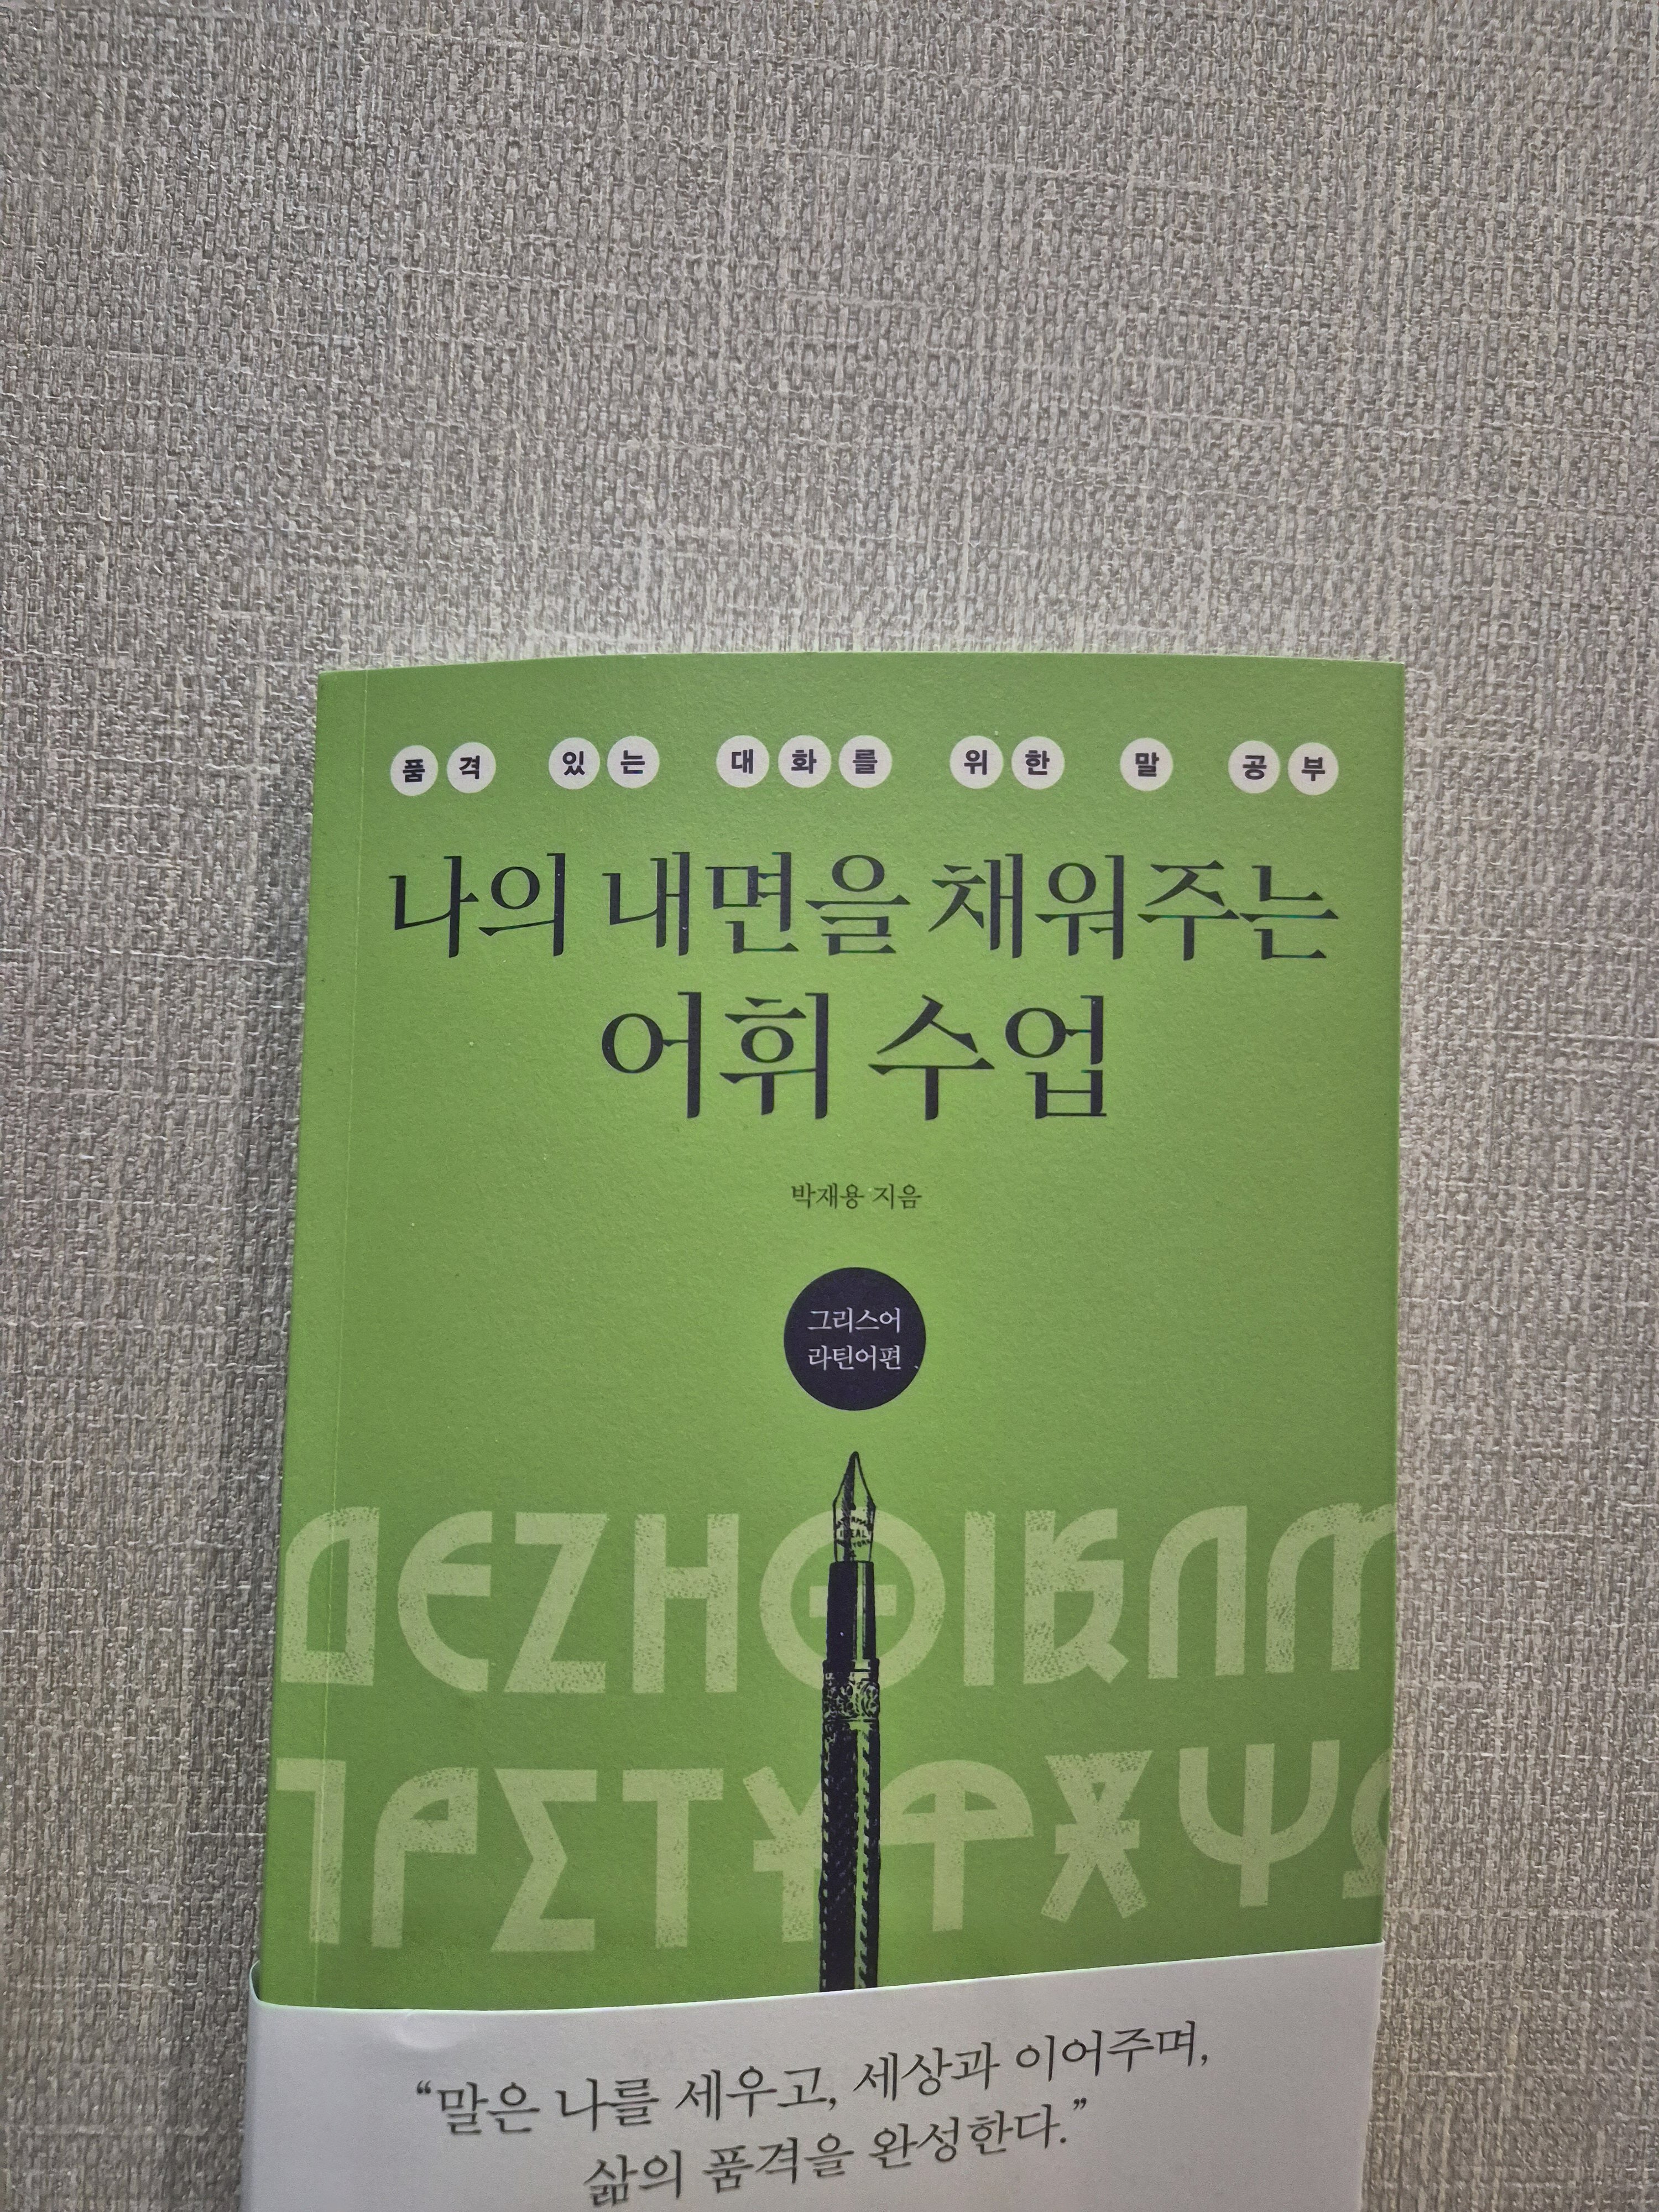 품격 있는 대화를 위한 말 공부
나의 내면을 채워주는
어휘 수업
박재용 지음
그리스어
라틴어편
IDEAL
ΔΕΖΗΘΙΚΛΜ
ΡΣΤΥΦΧΨΩ
“말은 나를 세우고, 세상과 이어주며,
삶의 품격을 완성한다.”